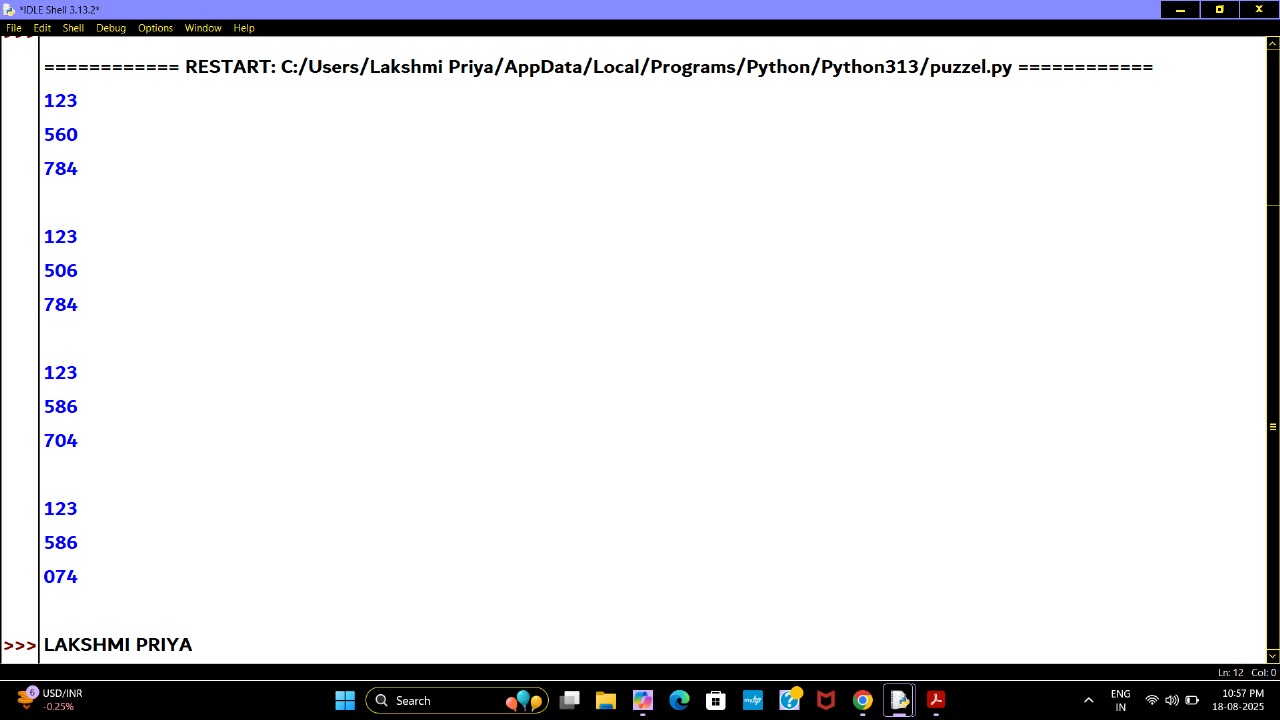 *IDLE Shell 3.13.2*
File Edit Shell Debug Options Window Help
============ RESTART: C:/Users/Lakshmi Priya/AppData/Local/Programs/Python/Python313/puzzel.py ============
123
560
784
123
506
784
123
586
704
123
586
074
>>> LAKSHMI PRIYA
Ln: 12 Col: 0
6
USD/INR
-0.25%
Search
ENG
IN
10:57 PM
18-08-2025